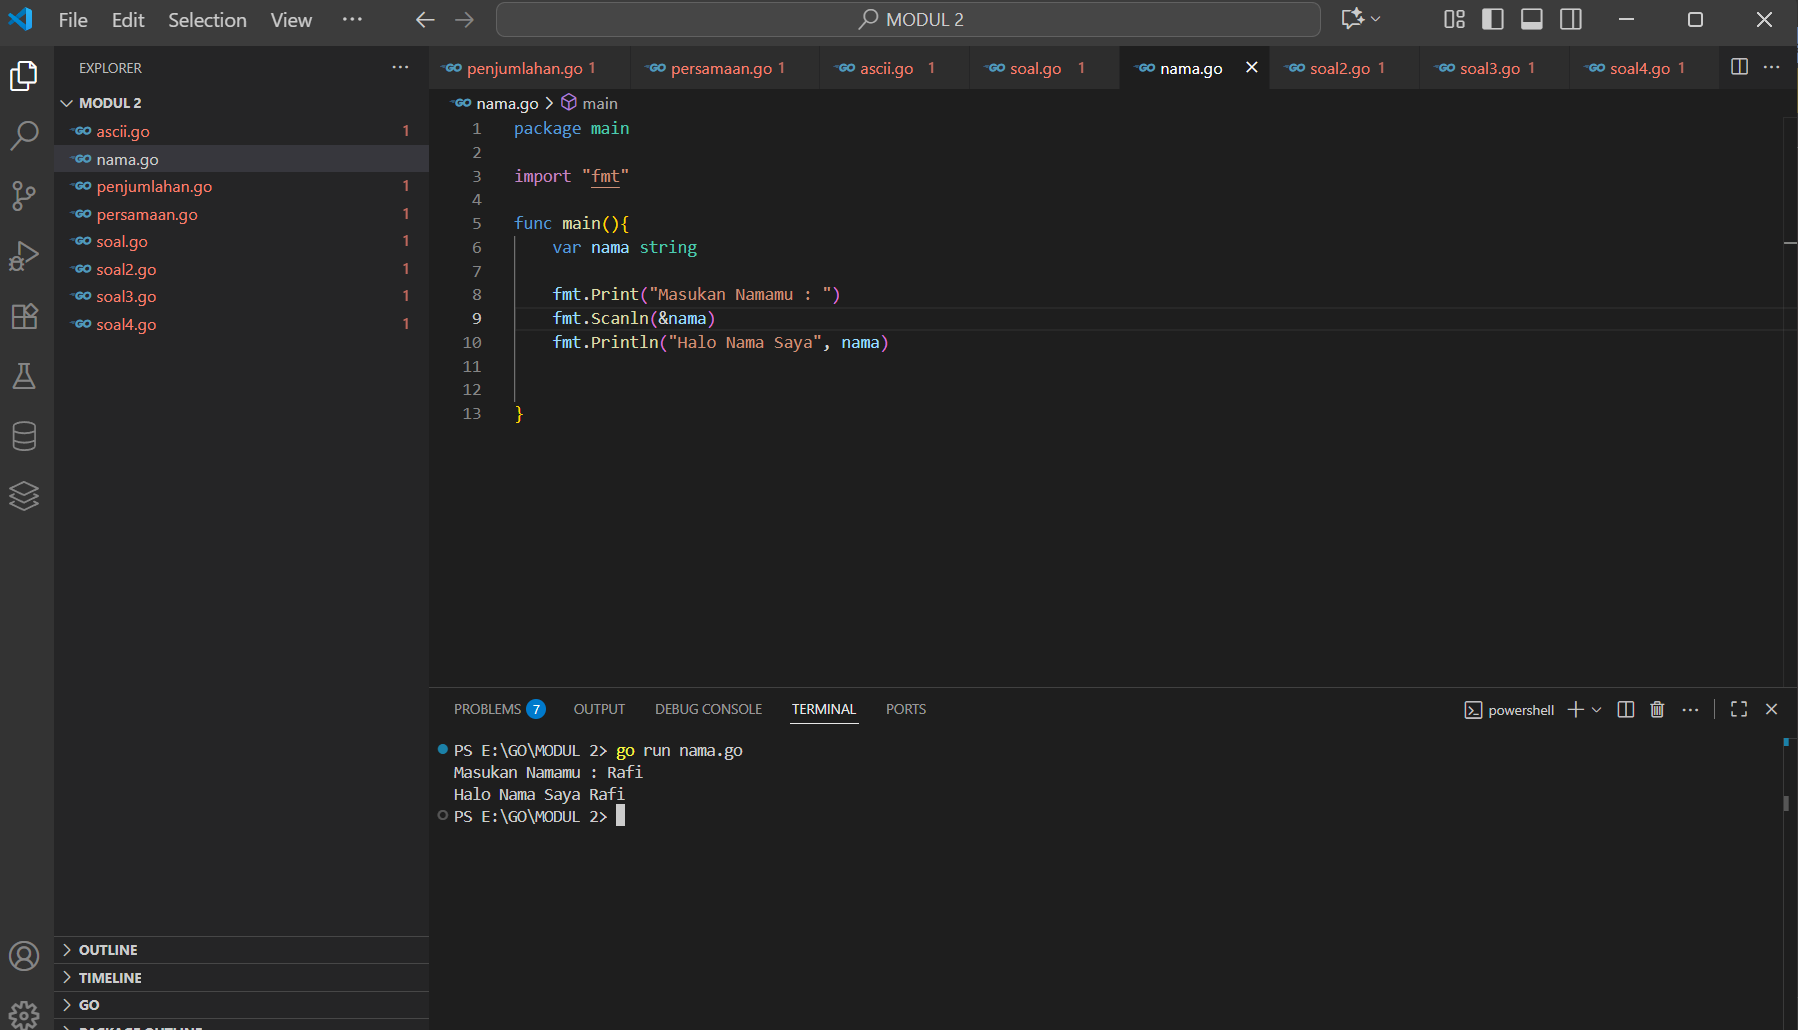 File Edit Selection View ··· MODUL 2
EXPLORER ···
MODUL 2
ascii.go 1
nama.go
penjumlahan.go 1
persamaan.go 1
soal.go 1
soal2.go 1
soal3.go 1
soal4.go 1
OUTLINE
TIMELINE
GO
PACKAGE OUTLINE
penjumlahan.go 1 persamaan.go 1 ascii.go 1 soal.go 1 nama.go soal2.go 1 soal3.go 1 soal4.go 1
nama.go > main
1 package main
2
3 import "fmt"
4
5 func main(){
6 var nama string
7
8 fmt.Print("Masukan Namamu : ")
9 fmt.Scanln(&nama)
10 fmt.Println("Halo Nama Saya", nama)
11
12
13 }
PROBLEMS 7 OUTPUT DEBUG CONSOLE TERMINAL PORTS powershell
PS E:\GO\MODUL 2> go run nama.go
Masukan Namamu : Rafi
Halo Nama Saya Rafi
PS E:\GO\MODUL 2>